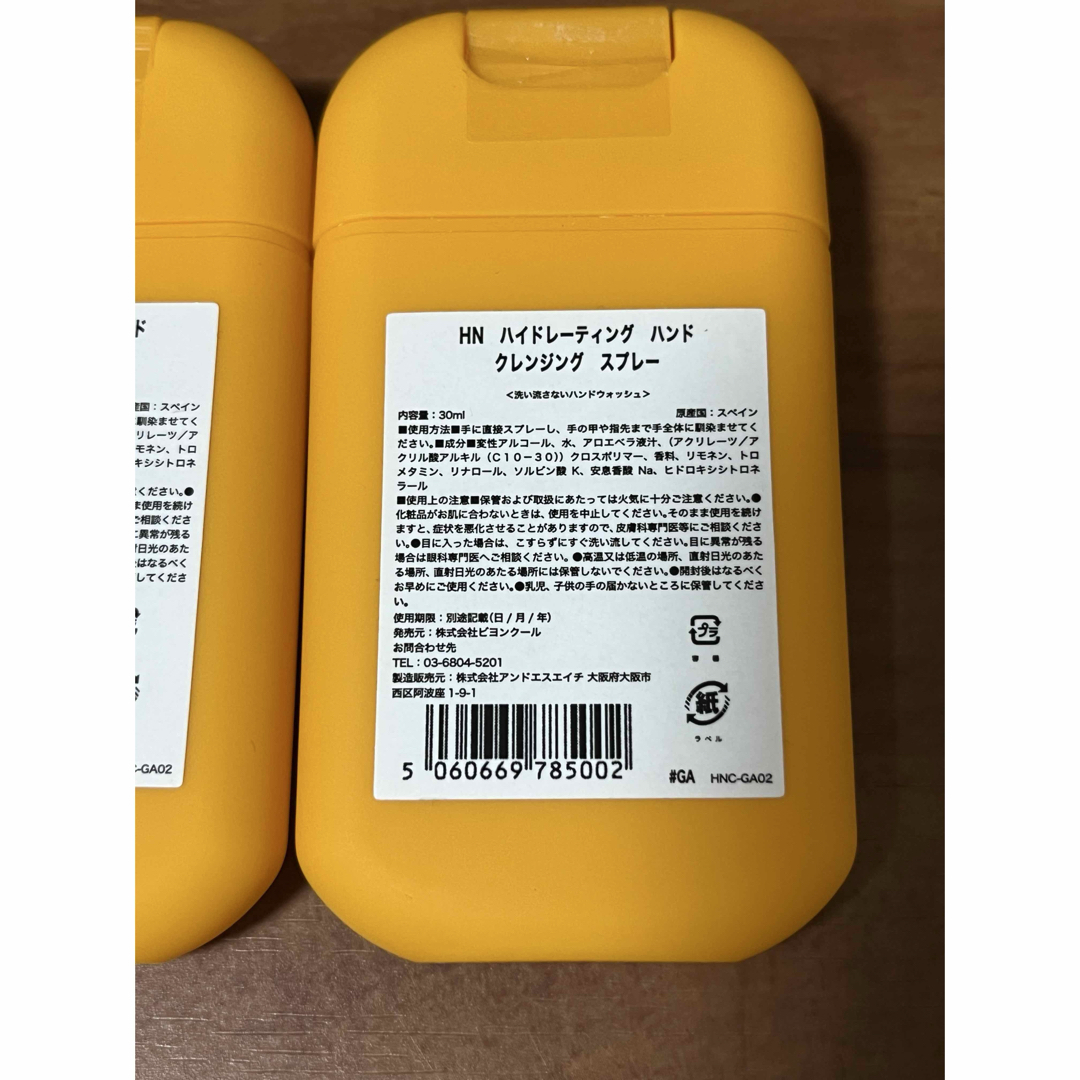 HN ハイドレーティング ハンド
クレンジング スプレー
<洗い流さないハンドウォッシュ>
内容量：30ml 原産国：スペイン
■使用方法■手に直接スプレーし、手の甲や指先まで手全体に馴染ませてく
ださい。■成分■変性アルコール、水、アロエベラ液汁、（アクリレーツ／ア
クリル酸アルキル（C10－30））クロスポリマー、香料、リモネン、トロ
メタミン、リナロール、ソルビン酸 K、安息香酸 Na、ヒドロキシシトロネ
ラール
■使用上の注意■保管および取扱にあたっては火気に十分ご注意ください。●
化粧品がお肌に合わないときは、使用を中止してください。そのまま使用を続け
ますと、症状を悪化させることがありますので、皮膚科専門医等にご相談くださ
い。●目に入った場合は、こすらずにすぐ洗い流してください。目に異常が残る
場合は眼科専門医へご相談ください。●高温又は低温の場所、直射日光のあた
る場所、直射日光のあたる場所には保管しないでください。●開封後はなるべく
お早めにご使用ください。●乳児、子供の手の届かないところに保管してくださ
い。
使用期限：別途記載(日 / 月 / 年)
発売元：株式会社ビヨンクール
お問合わせ先
TEL：03-6804-5201
製造販売元：株式会社アンドエスエイチ 大阪府大阪市
西区阿波座 1-9-1
プラ
紙
ラベル
5 060669 785002
#GA HNC-GA02
ド
産国：スペイン
に馴染ませてく
リレーツ／ア
モネン、トロ
キシシトロネ
ください。●
まま使用を続け
ご相談くださ
に異常が残る
射日光のあた
はなるべく
してくださ
C-GA02